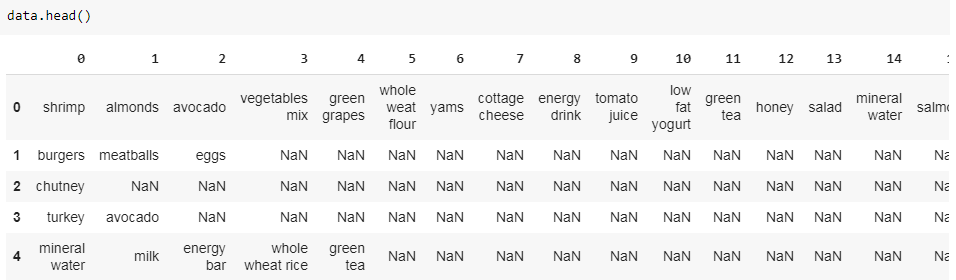 data.head()
0 1 2 3 4 5 6 7 8 9 10 11 12 13 14
0 shrimp almonds avocado vegetables mix green grapes whole weat flour yams cottage cheese energy drink tomato juice low fat yogurt green tea honey salad mineral water salmo
1 burgers meatballs eggs NaN NaN NaN NaN NaN NaN NaN NaN NaN NaN NaN NaN Na
2 chutney NaN NaN NaN NaN NaN NaN NaN NaN NaN NaN NaN NaN NaN NaN Na
3 turkey avocado NaN NaN NaN NaN NaN NaN NaN NaN NaN NaN NaN NaN NaN Na
4 mineral water milk energy bar whole wheat rice green tea NaN NaN NaN NaN NaN NaN NaN NaN NaN NaN Na